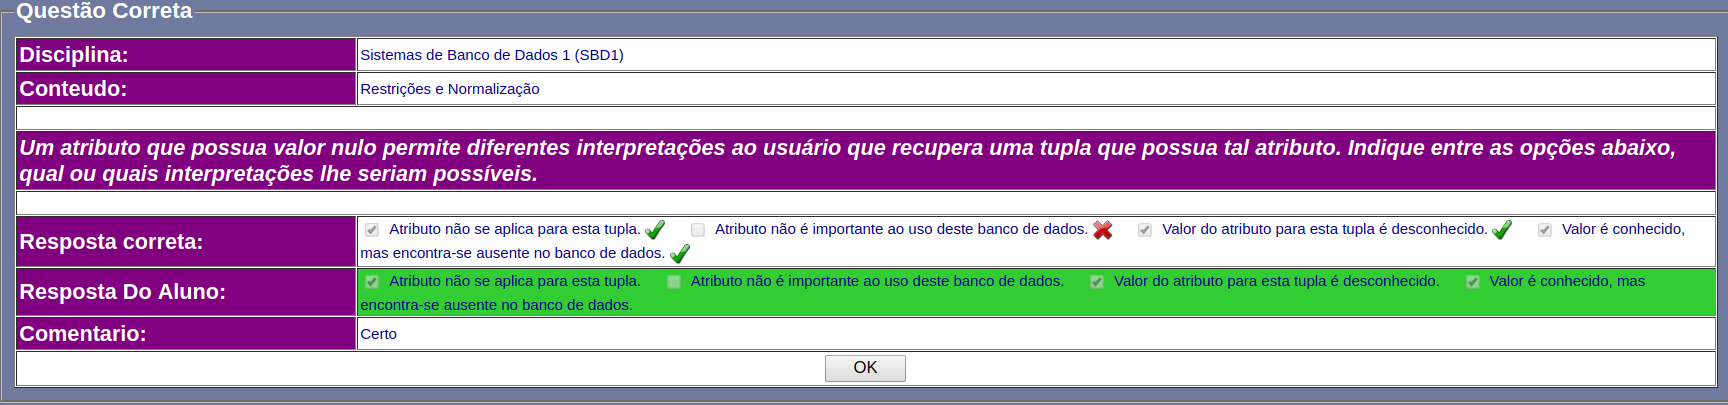 Questão Correta
Disciplina: Sistemas de Banco de Dados 1 (SBD1)
Conteudo: Restrições e Normalização
Um atributo que possua valor nulo permite diferentes interpretações ao usuário que recupera uma tupla que possua tal atributo. Indique entre as opções abaixo,
qual ou quais interpretações lhe seriam possíveis.
Resposta correta: Atributo não se aplica para esta tupla. Atributo não é importante ao uso deste banco de dados. Valor do atributo para esta tupla é desconhecido. Valor é conhecido,
mas encontra-se ausente no banco de dados.
Resposta Do Aluno: Atributo não se aplica para esta tupla. Atributo não é importante ao uso deste banco de dados. Valor do atributo para esta tupla é desconhecido. Valor é conhecido, mas
encontra-se ausente no banco de dados.
Comentario: Certo
OK